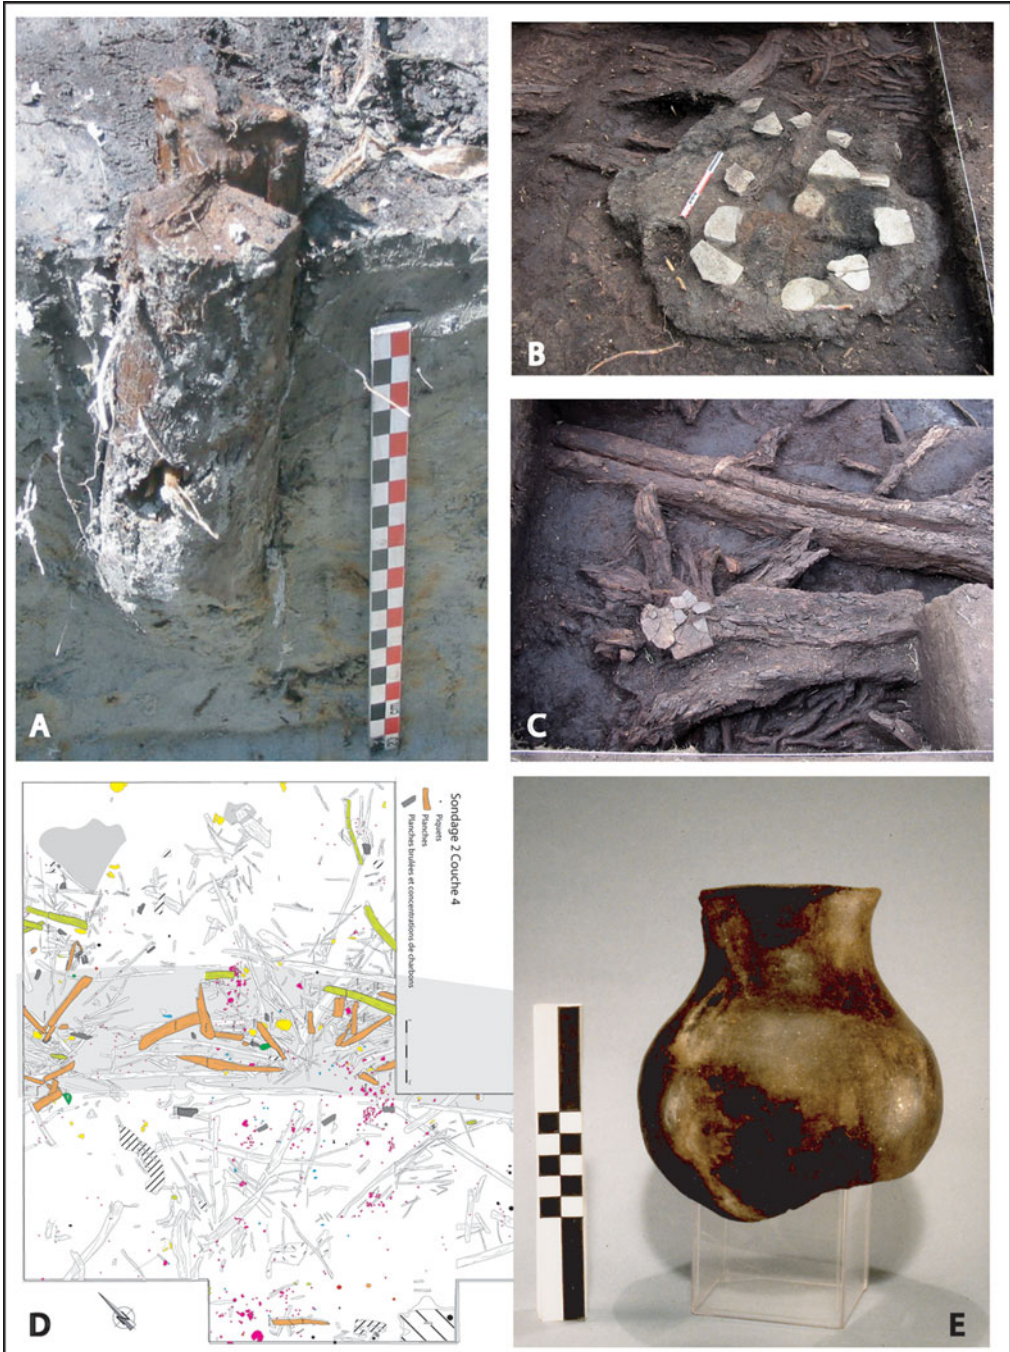 A
B
C
Sondage 2 Couche 4
Piquets
Planches
Planches brulées et concentrations de charbons
D
E